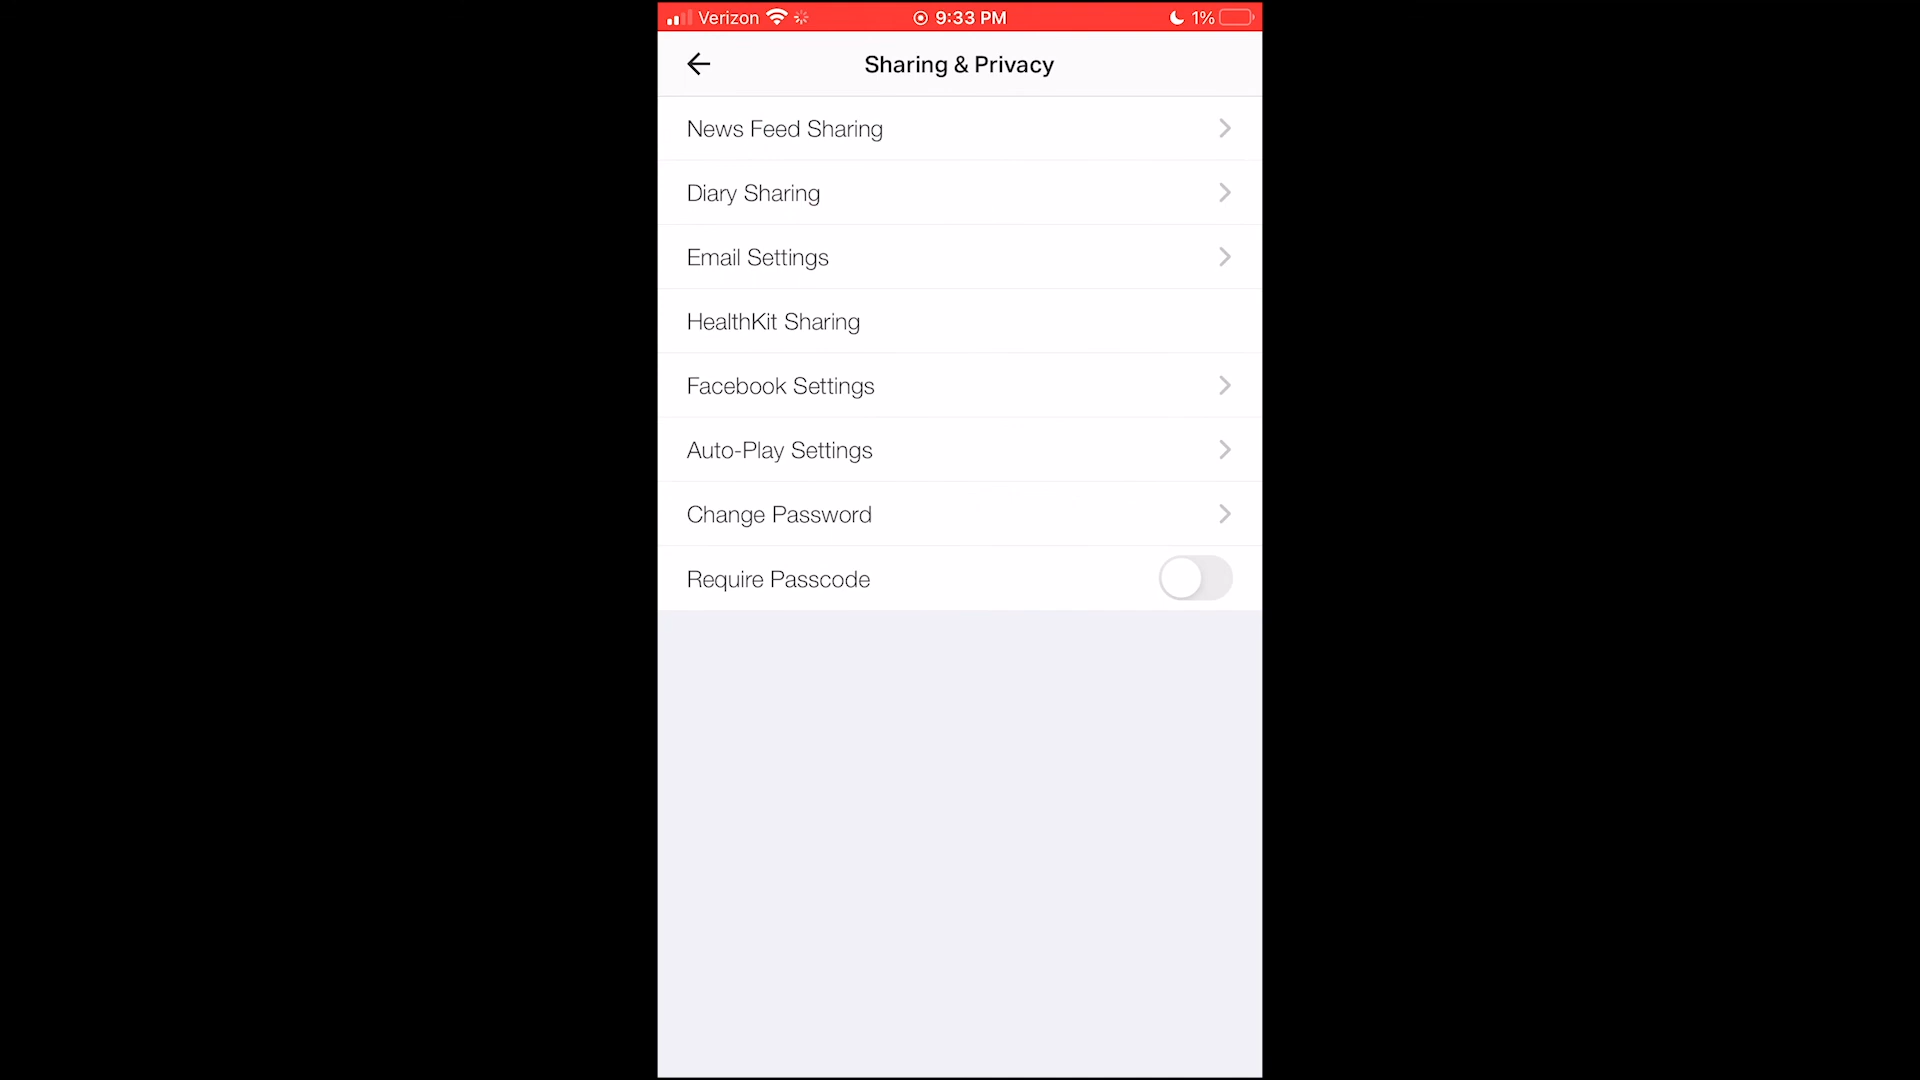 Verizon 9:33 PM 1%
Sharing & Privacy
News Feed Sharing
Diary Sharing
Email Settings
HealthKit Sharing
Facebook Settings
Auto-Play Settings
Change Password
Require Passcode